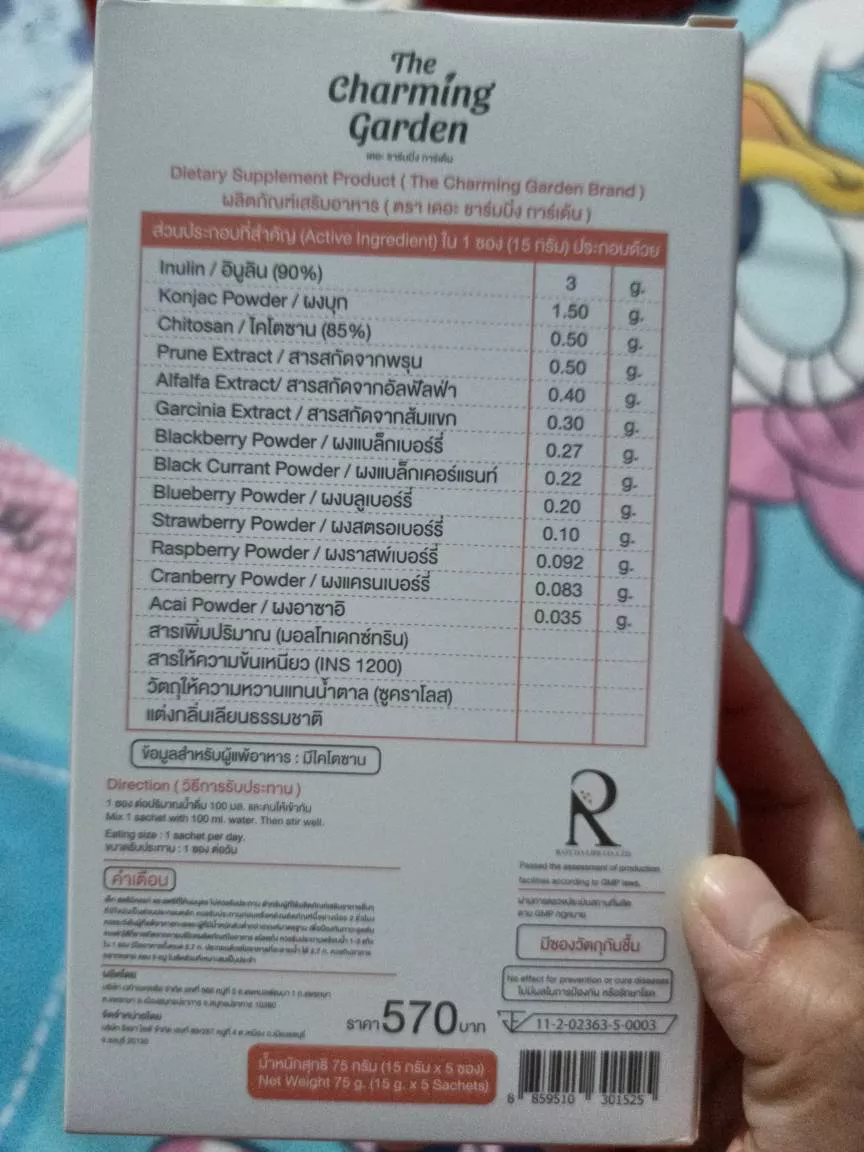 The
Charming
Garden
เดอะ ชาร์มมิ่ง การ์เด้น
Dietary Supplement Product ( The Charming Garden Brand )
ผลิตภัณฑ์เสริมอาหาร ( ตรา เดอะ ชาร์มมิ่ง การ์เด้น )
ส่วนประกอบที่สำคัญ (Active Ingredient) ใน 1 ซอง (15 กรัม) ประกอบด้วย
Inulin / อินูลิน (90%) 3 g.
Konjac Powder / ผงบุก 1.50 g.
Chitosan / ไคโตซาน (85%) 0.50 g.
Prune Extract / สารสกัดจากพรุน 0.50 g.
Alfalfa Extract/ สารสกัดจากอัลฟัลฟ่า 0.40 g.
Garcinia Extract / สารสกัดจากส้มแขก 0.30 g.
Blackberry Powder / ผงแบล็กเบอร์รี่ 0.27 g.
Black Currant Powder / ผงแบล็กเคอร์แรนท์ 0.22 g.
Blueberry Powder / ผงบลูเบอร์รี่ 0.20 g.
Strawberry Powder / ผงสตรอเบอร์รี่ 0.10 g.
Raspberry Powder / ผงราสพ์เบอร์รี่ 0.092 g.
Cranberry Powder / ผงแครนเบอร์รี่ 0.083 g.
Acai Powder / ผงอาซาอิ 0.035 g.
สารเพิ่มปริมาณ (มอลโทเดกซ์ทริน)
สารให้ความข้นเหนียว (INS 1200)
วัตถุให้ความหวานแทนน้ำตาล (ซูคราโลส)
แต่งกลิ่นเลียนธรรมชาติ
ข้อมูลสำหรับผู้แพ้อาหาร : มีไคโตซาน
Direction ( วิธีการรับประทาน )
1 ซอง ต่อปริมาณน้ำดื่ม 100 มล. และคนให้เข้ากัน
Mix 1 sachet with 100 ml. water. Then stir well.
Eating size : 1 sachet per day.
ขนาดรับประทาน : 1 ซอง ต่อวัน
คำเตือน
ผลิตโดย
จัดจำหน่ายโดย
R
Passed the assessment of production
facilities according to GMP laws.
ผ่านการตรวจประเมินสถานที่ผลิต
ตาม GMP กฎหมาย
มีซองวัตถุกันชื้น
No effect for prevention or cure diseases
ไม่มีผลในการป้องกัน หรือรักษาโรค
ราคา 570 บาท
11-2-02363-5-0003
น้ำหนักสุทธิ 75 กรัม (15 กรัม x 5 ซอง)
Net Weight 75 g. (15 g. x 5 Sachets)
8 859510 301525